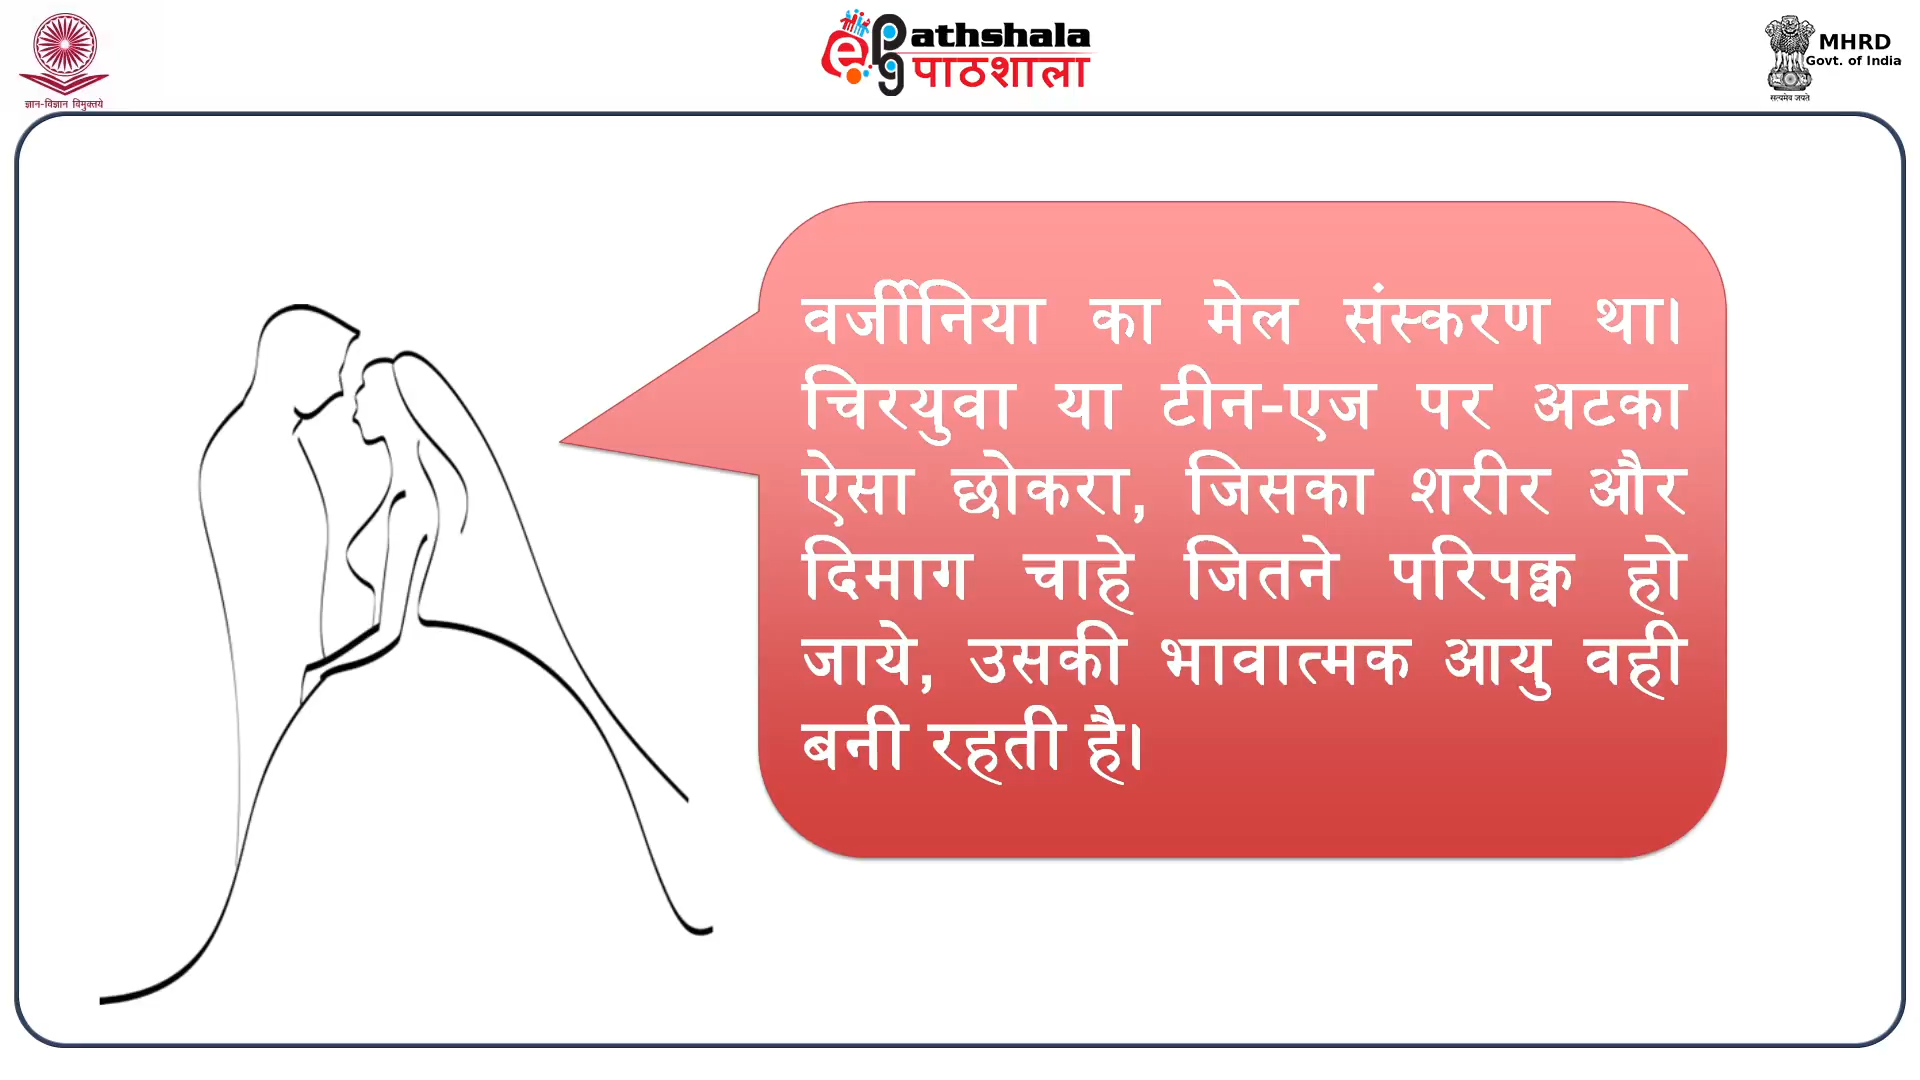 ज्ञान-विज्ञान विमुक्तये
ePathshala
पाठशाला
MHRD
Govt. of India
सत्यमेव जयते
वर्जीनिया का मेल संस्करण था।
चिरयुवा या टीन-एज पर अटका
ऐसा छोकरा, जिसका शरीर और
दिमाग चाहे जितने परिपक्व हो
जाये, उसकी भावात्मक आयु वही
बनी रहती है।